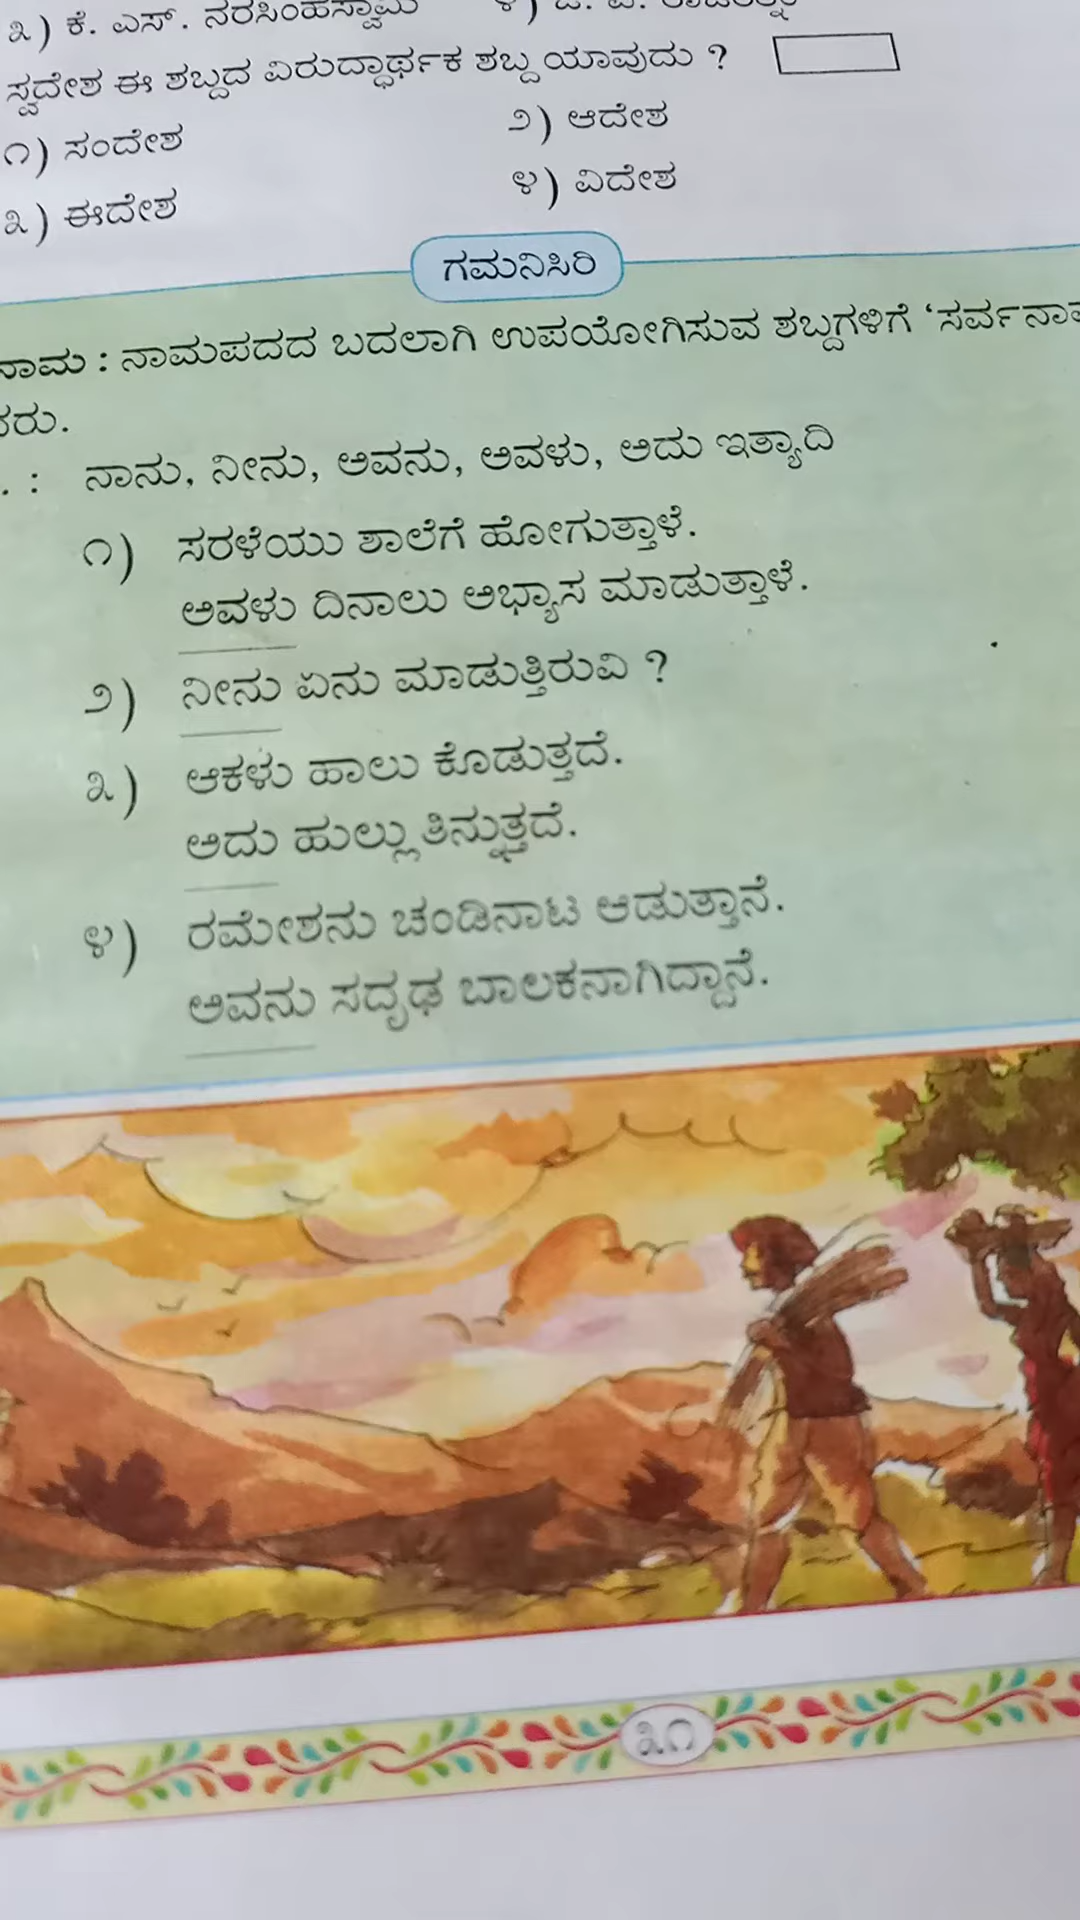 ೩) ಕೆ. ಎಸ್. ನರಸಿಂಹಸ್ವಾಮಿ ೪)
ಸ್ವದೇಶ ಈ ಶಬ್ದದ ವಿರುದ್ಧಾರ್ಥಕ ಶಬ್ದ ಯಾವುದು ?
೧) ಸಂದೇಶ ೨) ಆದೇಶ
೩) ಈದೇಶ ೪) ವಿದೇಶ
ಗಮನಿಸಿರಿ
ನಾಮ : ನಾಮಪದದ ಬದಲಾಗಿ ಉಪಯೋಗಿಸುವ ಶಬ್ದಗಳಿಗೆ ‘ಸರ್ವನಾಮ
ವರು.
. : ನಾನು, ನೀನು, ಅವನು, ಅವಳು, ಅದು ಇತ್ಯಾದಿ
೧) ಸರಳೆಯು ಶಾಲೆಗೆ ಹೋಗುತ್ತಾಳೆ.
ಅವಳು ದಿನಾಲು ಅಭ್ಯಾಸ ಮಾಡುತ್ತಾಳೆ.
೨) ನೀನು ಏನು ಮಾಡುತ್ತಿರುವಿ ?
೩) ಆಕಳು ಹಾಲು ಕೊಡುತ್ತದೆ.
ಅದು ಹುಲ್ಲು ತಿನ್ನುತ್ತದೆ.
೪) ರಮೇಶನು ಚಂಡಿನಾಟ ಆಡುತ್ತಾನೆ.
ಅವನು ಸದೃಢ ಬಾಲಕನಾಗಿದ್ದಾನೆ.
೩೧